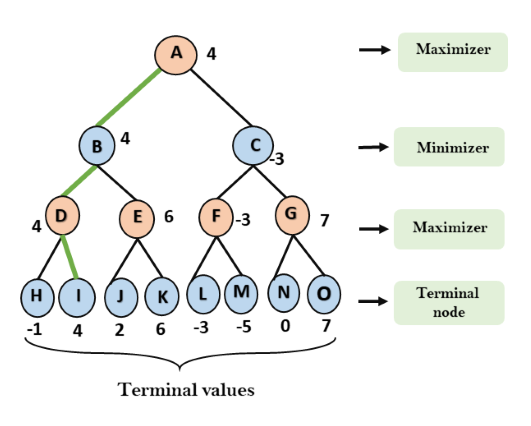 A 4 Maximizer
B 4 C -3 Minimizer
4 D E 6 F -3 G 7 Maximizer
H I J K L M N O Terminal
node
-1 4 2 6 -3 -5 0 7
Terminal values